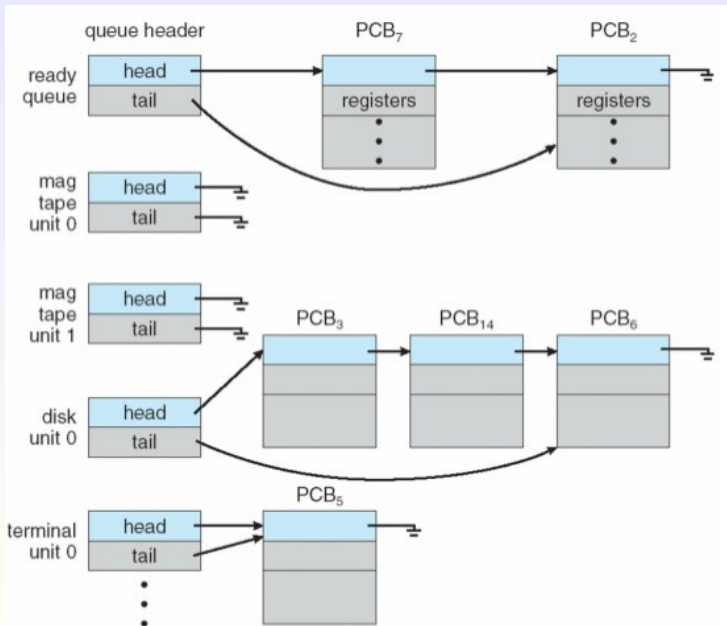 queue header
PCB₇
PCB₂
ready
queue
head
tail
registers
registers
mag
tape
unit 0
head
tail
mag
tape
unit 1
head
tail
PCB₃
PCB₁₄
PCB₆
disk
unit 0
head
tail
PCB₅
terminal
unit 0
head
tail